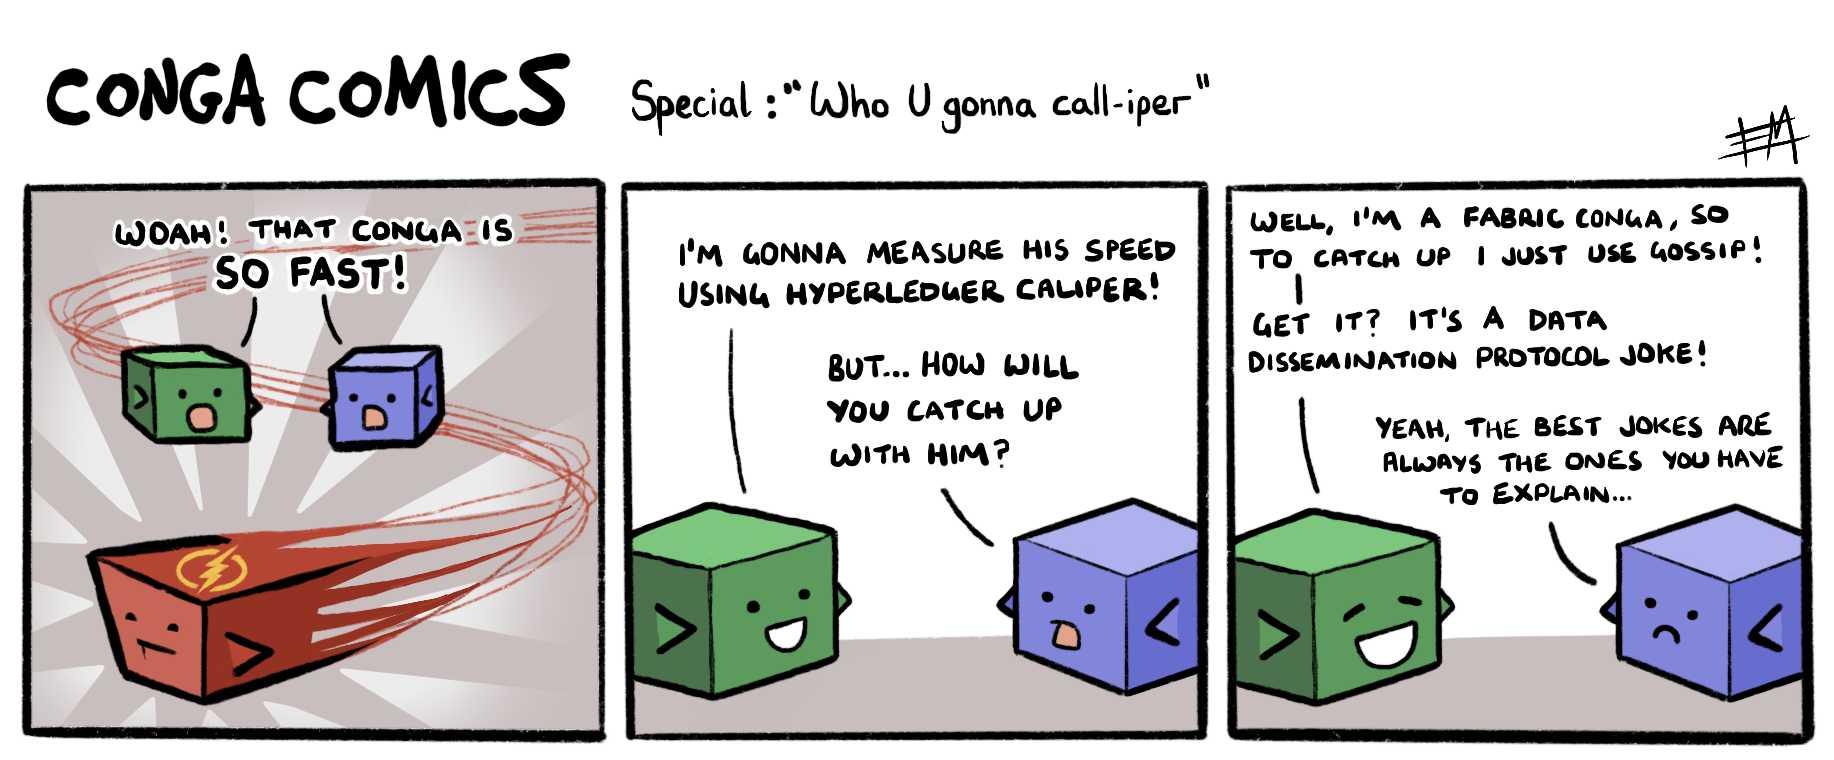 CONGA COMICS
Special : "Who U gonna call-iper"
EM
WOAH! THAT CONGA IS
SO FAST!
I'M GONNA MEASURE HIS SPEED
USING HYPERLEDGER CALIPER!
BUT... HOW WILL
YOU CATCH UP
WITH HIM?
WELL, I'M A FABRIC CONGA, SO
TO CATCH UP I JUST USE GOSSIP!
GET IT? IT'S A DATA
DISSEMINATION PROTOCOL JOKE!
YEAH, THE BEST JOKES ARE
ALWAYS THE ONES YOU HAVE
TO EXPLAIN...